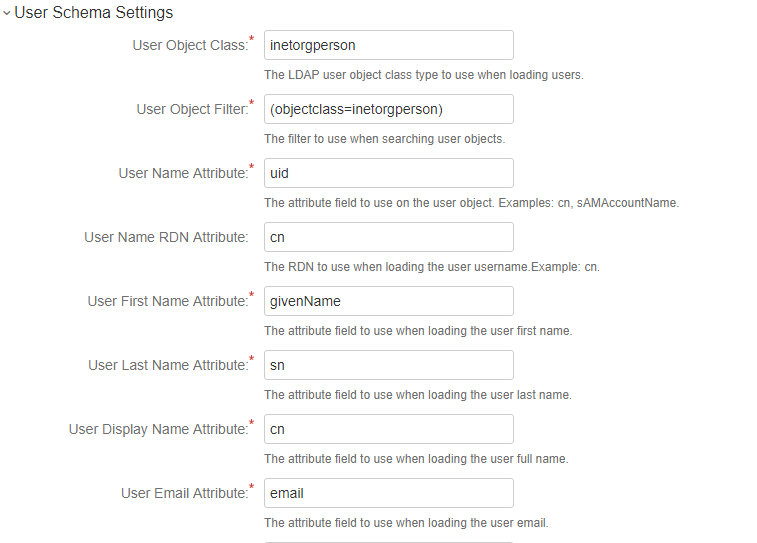 User Schema Settings
User Object Class:* inetorgperson
The LDAP user object class type to use when loading users.
User Object Filter:* (objectclass=inetorgperson)
The filter to use when searching user objects.
User Name Attribute:* uid
The attribute field to use on the user object. Examples: cn, sAMAccountName.
User Name RDN Attribute: cn
The RDN to use when loading the user username.Example: cn.
User First Name Attribute:* givenName
The attribute field to use when loading the user first name.
User Last Name Attribute:* sn
The attribute field to use when loading the user last name.
User Display Name Attribute:* cn
The attribute field to use when loading the user full name.
User Email Attribute:* email
The attribute field to use when loading the user email.